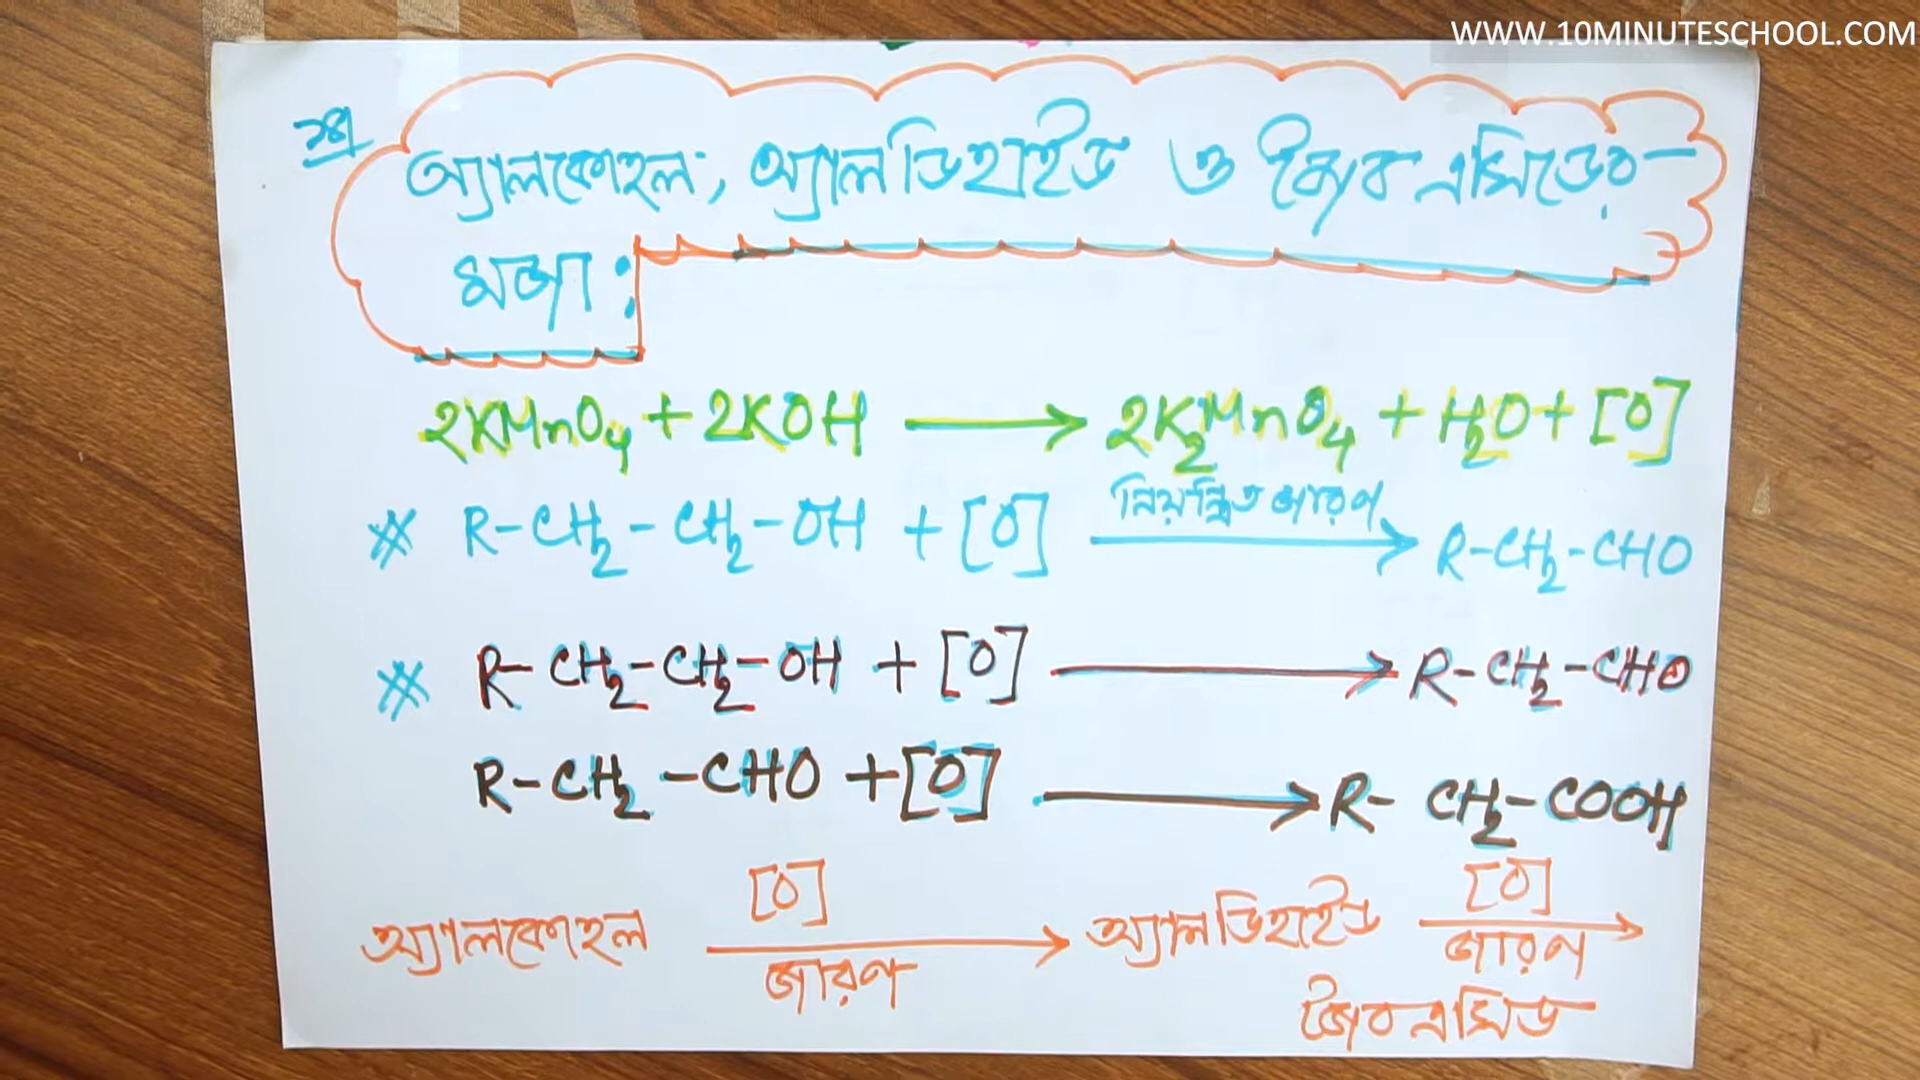 WWW.10MINUTESCHOOL.COM
অ্যালকোহল, অ্যালডিহাইড ও জৈব এসিডের
মজা :
2KMnO₄ + 2KOH → 2K₂MnO₄ + H₂O + [O]
নিয়ন্ত্রিত জারণ
* R-CH₂-CH₂-OH + [O] → R-CH₂-CHO
* R-CH₂-CH₂-OH + [O] → R-CH₂-CHO
R-CH₂-CHO + [O] → R-CH₂-COOH
[O] [O]
অ্যালকোহল → অ্যালডিহাইড →
জারণ জারণ
জৈব এসিড